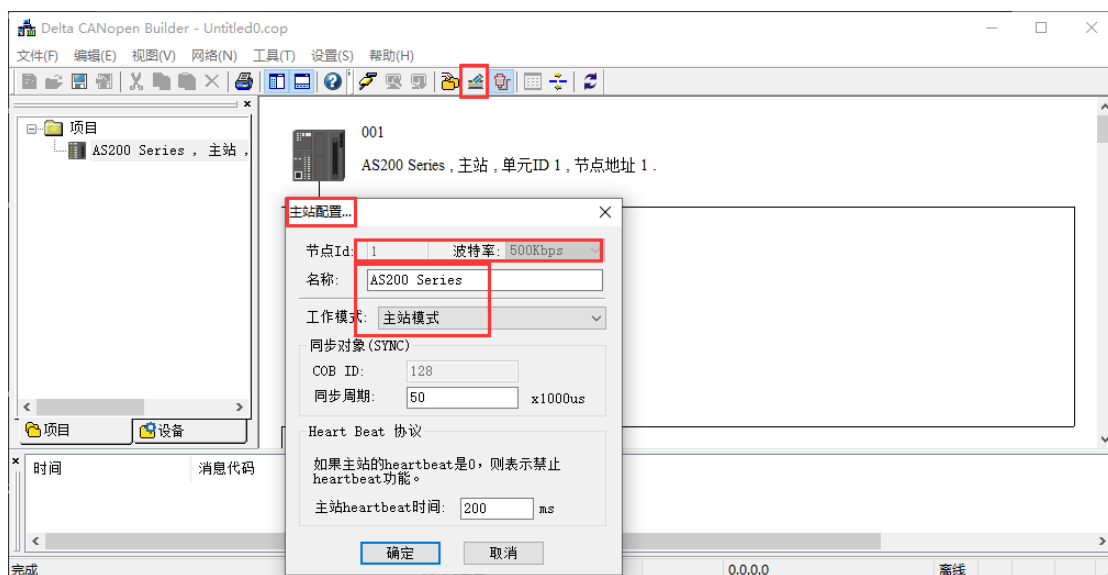 Delta CANopen Builder - Untitled0.cop
文件(F) 编辑(E) 视图(V) 网络(N) 工具(T) 设置(S) 帮助(H)
项目
AS200 Series , 主站 ,
001
AS200 Series , 主站 , 单元ID 1 , 节点地址 1 .
主站配置...
节点Id: 1 波特率: 500Kbps
名称: AS200 Series
工作模式: 主站模式
同步对象(SYNC)
COB ID: 128
同步周期: 50 x1000us
Heart Beat 协议
如果主站的heartbeat是0，则表示禁止
heartbeat功能。
主站heartbeat时间: 200 ms
确定 取消
项目 设备
时间 消息代码
完成 0.0.0.0 离线